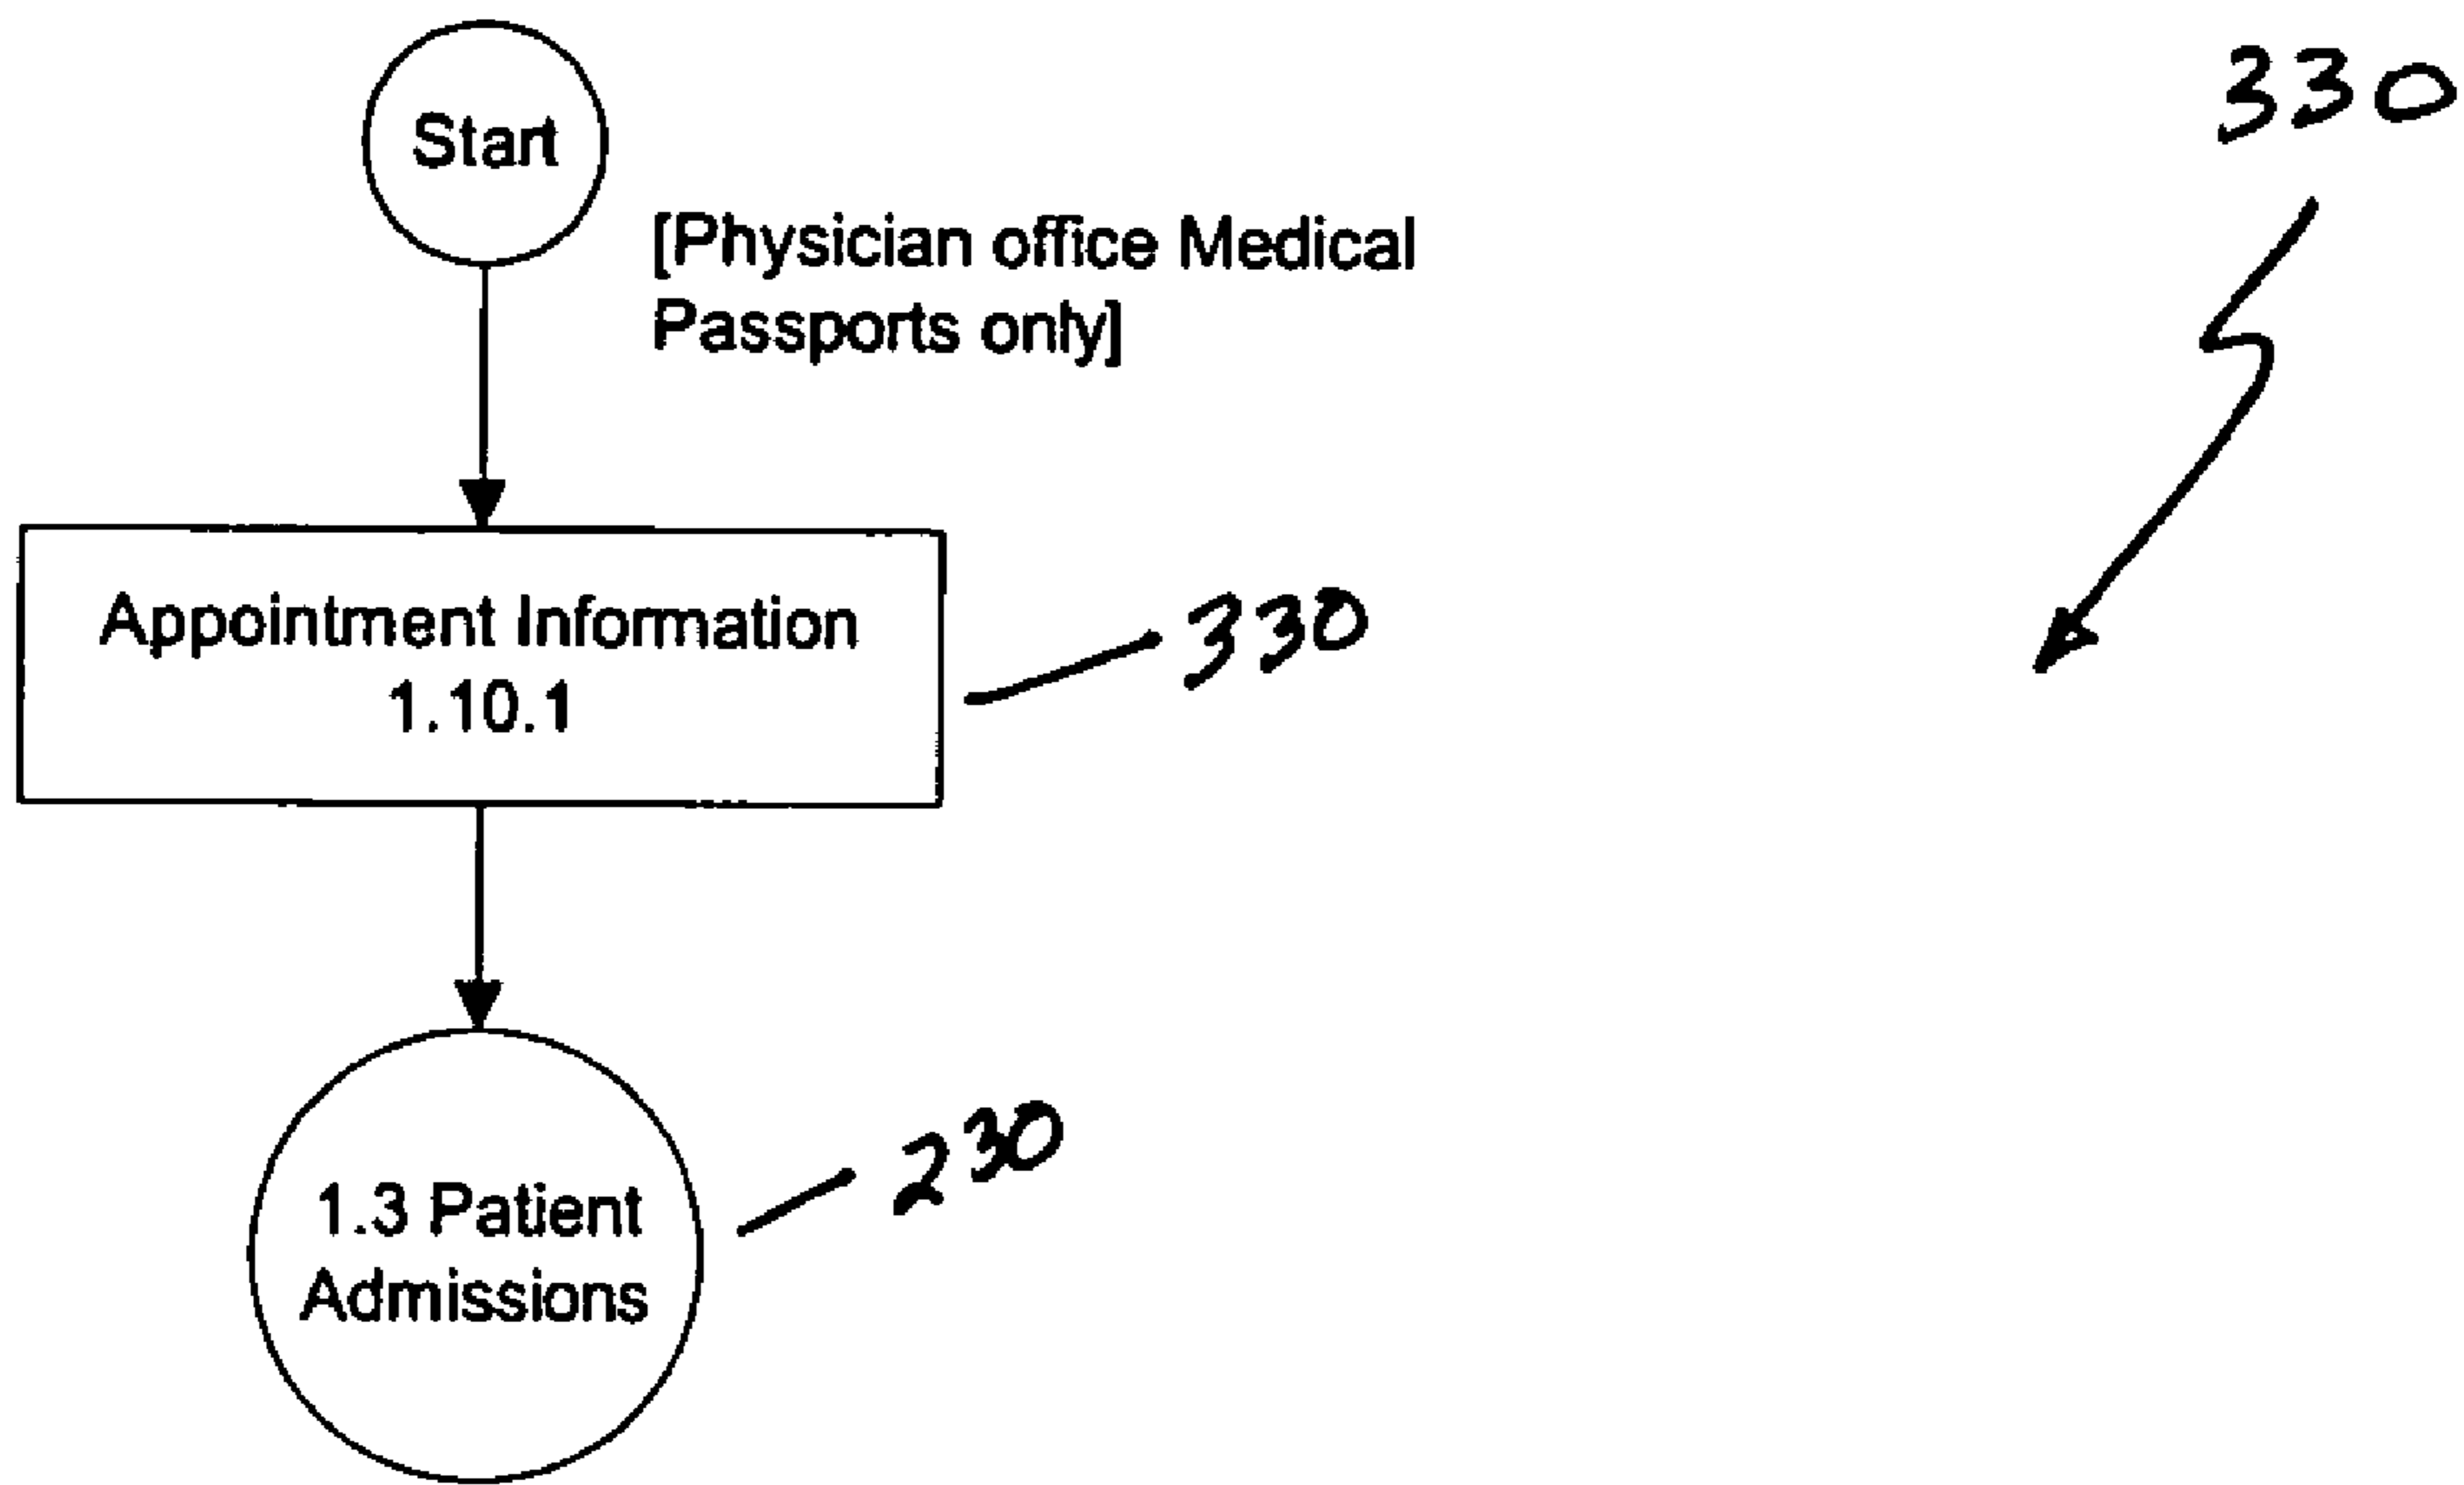 Start
330
[Physician office Medical
Passports only]
Appointment Information
1.10.1
330
1.3 Patient
Admissions
230